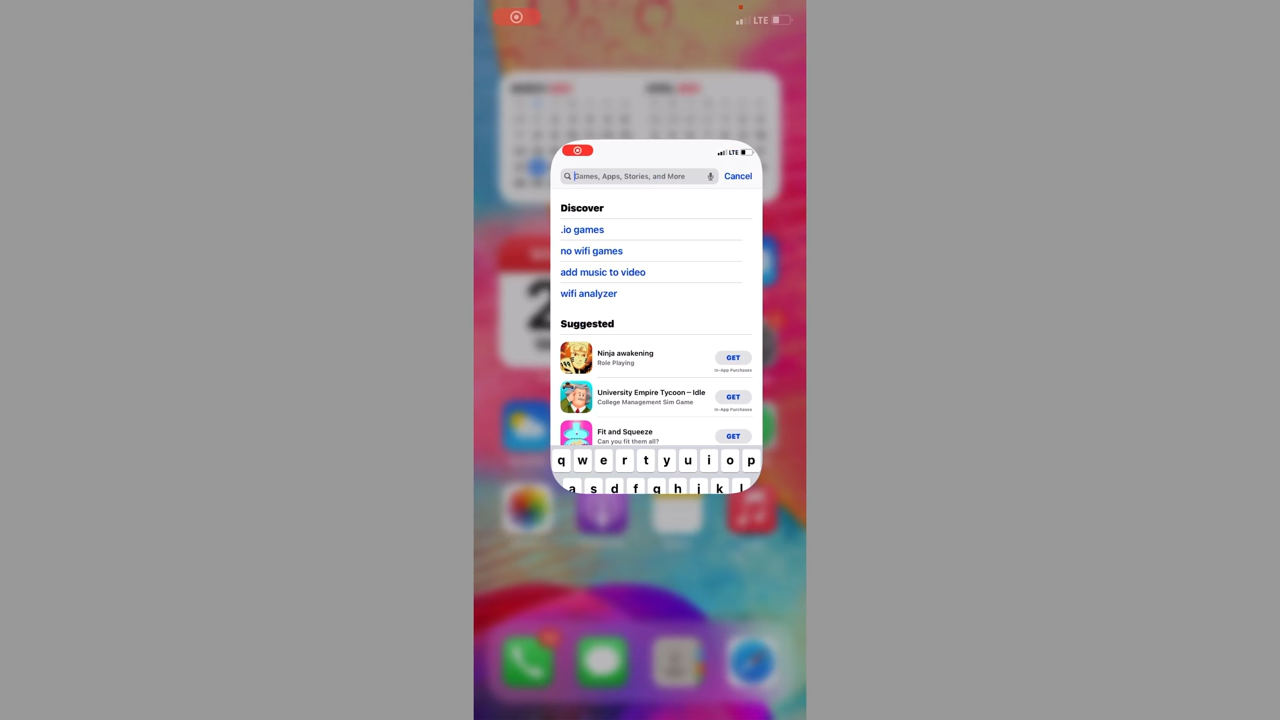 LTE
LTE
Games, Apps, Stories, and More
Cancel
Discover
.io games
no wifi games
add music to video
wifi analyzer
Suggested
Ninja awakening
Role Playing
GET
In-App Purchases
University Empire Tycoon – Idle
College Management Sim Game
GET
In-App Purchases
Fit and Squeeze
Can you fit them all?
GET
q w e r t y u i o p
a s d f g h j k l